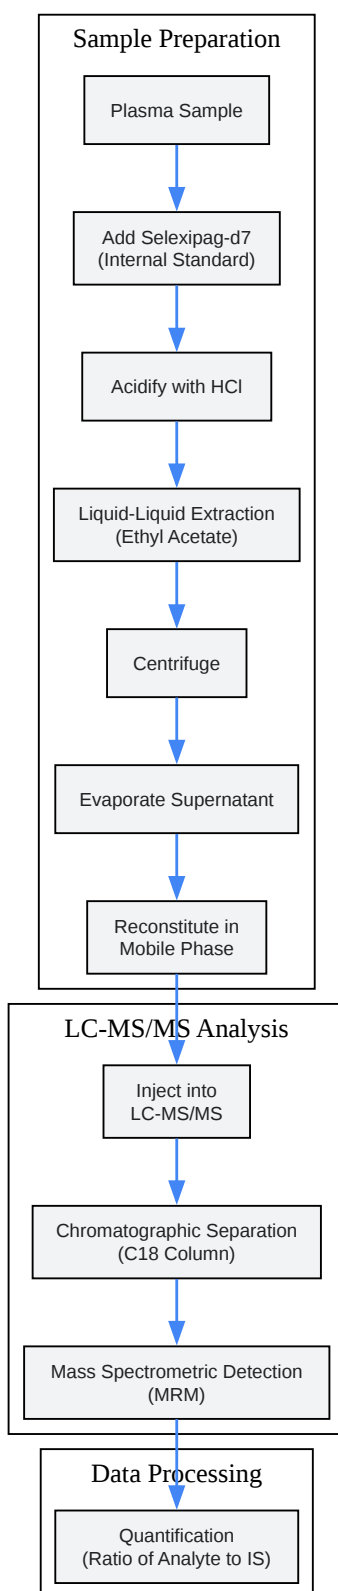 Sample Preparation
Plasma Sample
Add Selexipag-d7
(Internal Standard)
Acidify with HCl
Liquid-Liquid Extraction
(Ethyl Acetate)
Centrifuge
Evaporate Supernatant
Reconstitute in
Mobile Phase
LC-MS/MS Analysis
Inject into
LC-MS/MS
Chromatographic Separation
(C18 Column)
Mass Spectrometric Detection
(MRM)
Data Processing
Quantification
(Ratio of Analyte to IS)